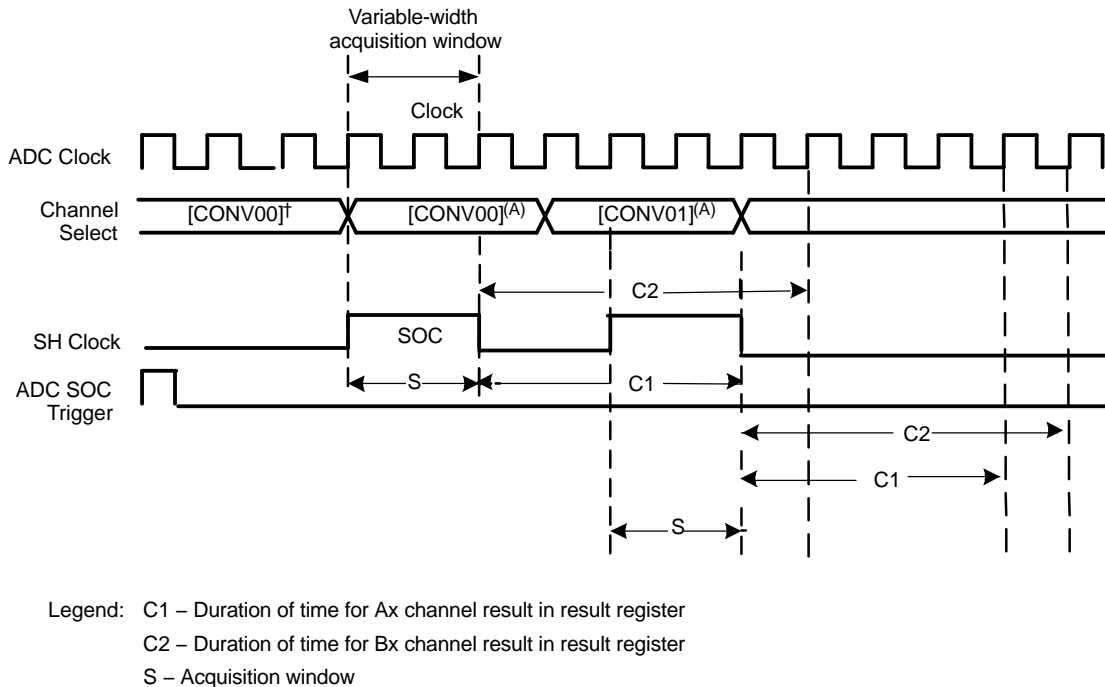 Variable-width
acquisition window
Clock
ADC Clock
Channel
Select
[CONV00]†
[CONV00](A)
[CONV01](A)
C2
SH Clock
SOC
S
C1
ADC SOC
Trigger
C2
C1
S
Legend: C1 – Duration of time for Ax channel result in result register
C2 – Duration of time for Bx channel result in result register
S – Acquisition window